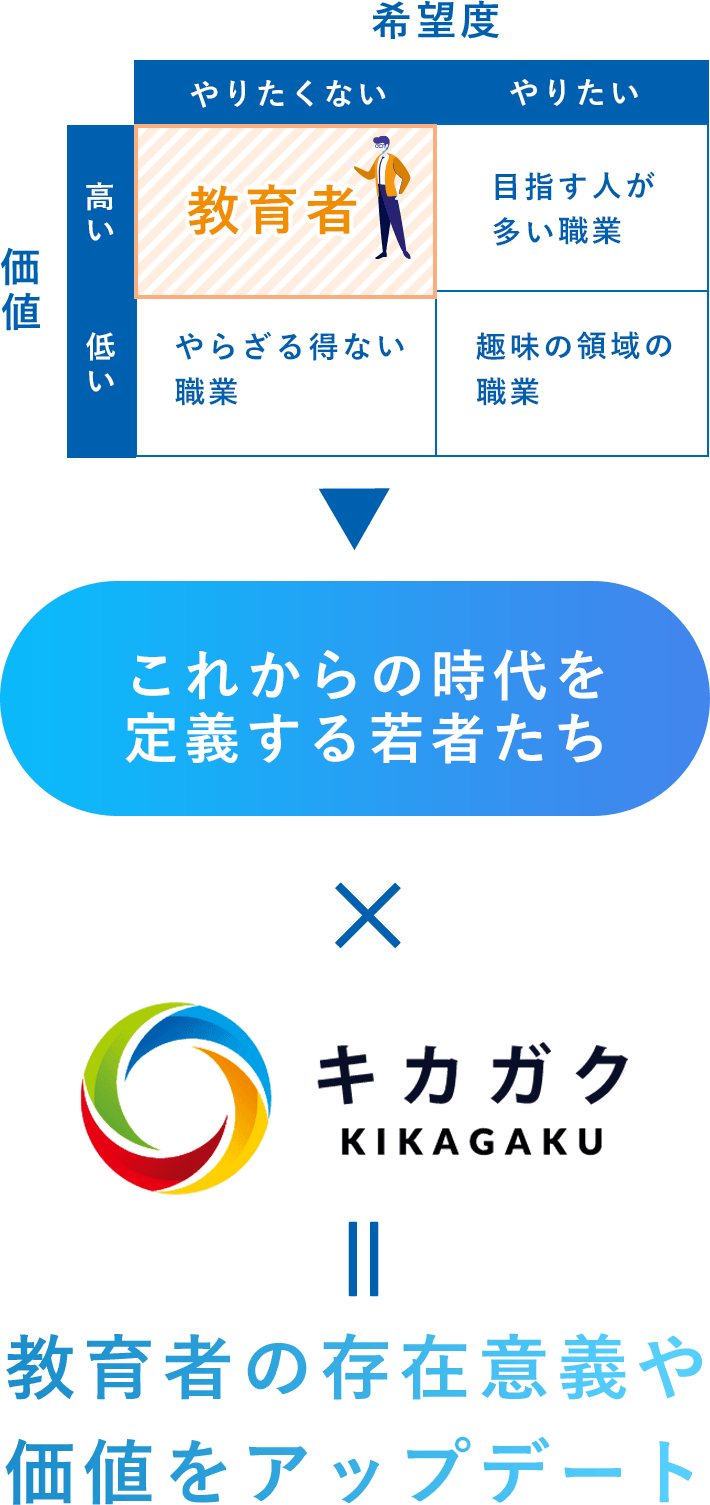 希望度
やりたくない
やりたい
価値
高い
教育者
目指す人が
多い職業
低い
やらざる得ない
職業
趣味の領域の
職業
これからの時代を
定義する若者たち
×
キカガク
KIKAGAKU
教育者の存在意義や
価値をアップデート